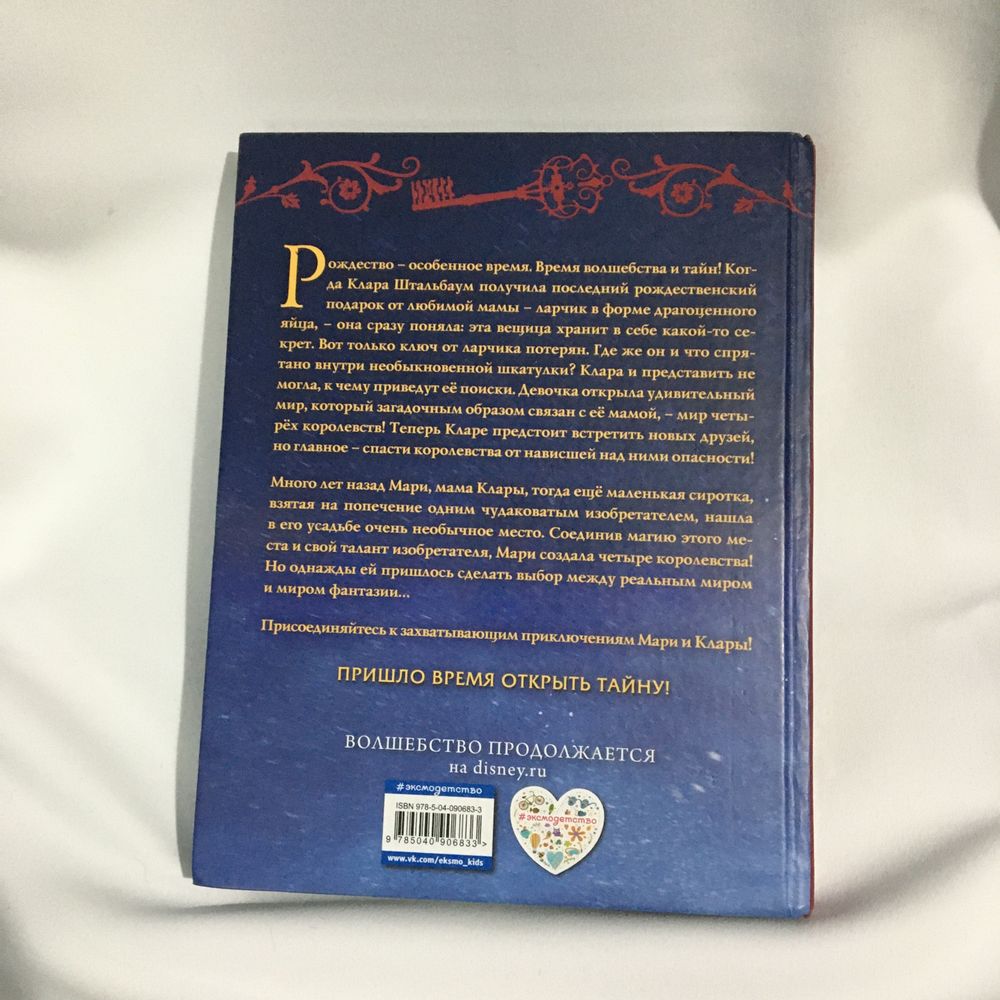 Рождество – особенное время. Время волшебства и тайн! Ког-
да Клара Штальбаум получила последний рождественский
подарок от любимой мамы – ларчик в форме драгоценного
яйца, – она сразу поняла: эта вещица хранит в себе какой-то се-
крет. Вот только ключ от ларчика потерян. Где же он и что спря-
тано внутри необыкновенной шкатулки? Клара и представить не
могла, к чему приведут её поиски. Девочка открыла удивительный
мир, который загадочным образом связан с её мамой, – мир четы-
рёх королевств! Теперь Кларе предстоит встретить новых друзей,
но главное – спасти королевства от нависшей над ними опасности!
Много лет назад Мари, мама Клары, тогда ещё маленькая сиротка,
взятая на попечение одним чудаковатым изобретателем, нашла
в его усадьбе очень необычное место. Соединив магию этого ме-
ста и свой талант изобретателя, Мари создала четыре королевства!
Но однажды ей пришлось сделать выбор между реальным миром
и миром фантазии...
Присоединяйтесь к захватывающим приключениям Мари и Клары!
ПРИШЛО ВРЕМЯ ОТКРЫТЬ ТАЙНУ!
ВОЛШЕБСТВО ПРОДОЛЖАЕТСЯ
на disney.ru
#эксмодетство
ISBN 978-5-04-090683-3
9 785040 906833>
www.vk.com/eksmo_kids
#эксмодетство